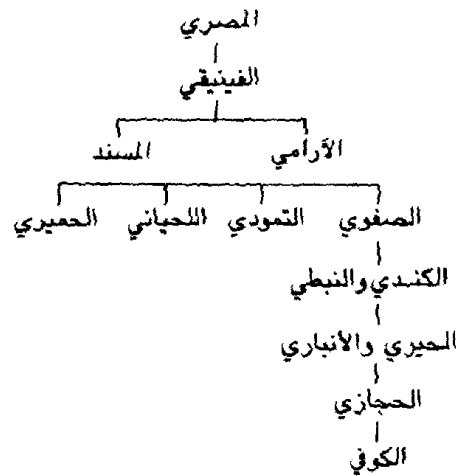 المصري
الفينيقي
الآرامي المسند
الصفوي الثمودي اللحياني الحميري
الكندي والنبطي
الحيري والأنباري
الحجازي
الكوفي